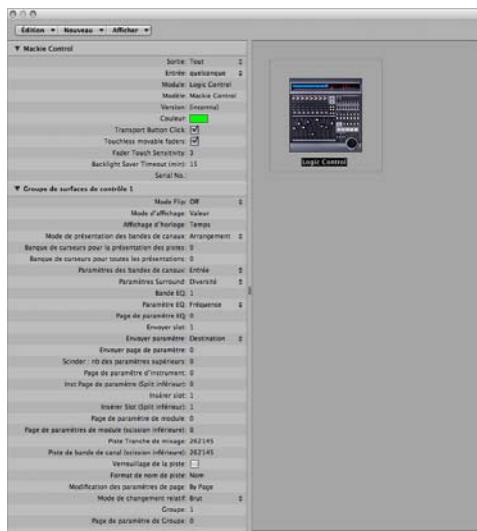 Édition Nouveau Afficher
Mackie Control
Sortie: Tout
Entrée: quelconque
Module: Logic Control
Modèle: Mackie Control
Version: (inconnu)
Couleur:
Transport Button Click:
Touchless movable faders:
Fader Touch Sensitivity: 3
Backlight Saver Timeout (min): 15
Serial No.:
Groupe de surfaces de contrôle 1
Mode Flip: Off
Mode d'affichage: Valeur
Affichage d'horloge: Temps
Mode de présentation des bandes de canaux: Arrangement
Banque de curseurs pour la présentation des pistes: 0
Banque de curseurs pour toutes les présentations: 0
Paramètres des bandes de canaux: Entrée
Paramètres Surround: Diversité
Bande EQ: 1
Paramètre EQ: Fréquence
Page de paramètre EQ: 0
Envoyer slot: 1
Envoyer paramètre: Destination
Envoyer page de paramètre: 0
Scinder : nb des paramètres supérieurs: 0
Page de paramètre d'instrument: 0
Inst Page de paramètre (Split inférieur): 0
Insérer slot: 1
Insérer Slot (Split inférieur): 1
Page de paramètre de module: 0
Page de paramètres de module (scission inférieure): 0
Piste Tranche de mixage: 262145
Piste de bande de canal (scission inférieure): 262145
Verrouillage de la piste:
Format de nom de piste: Nom
Modification des paramètres de page: By Page
Mode de changement relatif: Brut
Groupe: 1
Page de paramètre de Groupe: 0
Logic Control